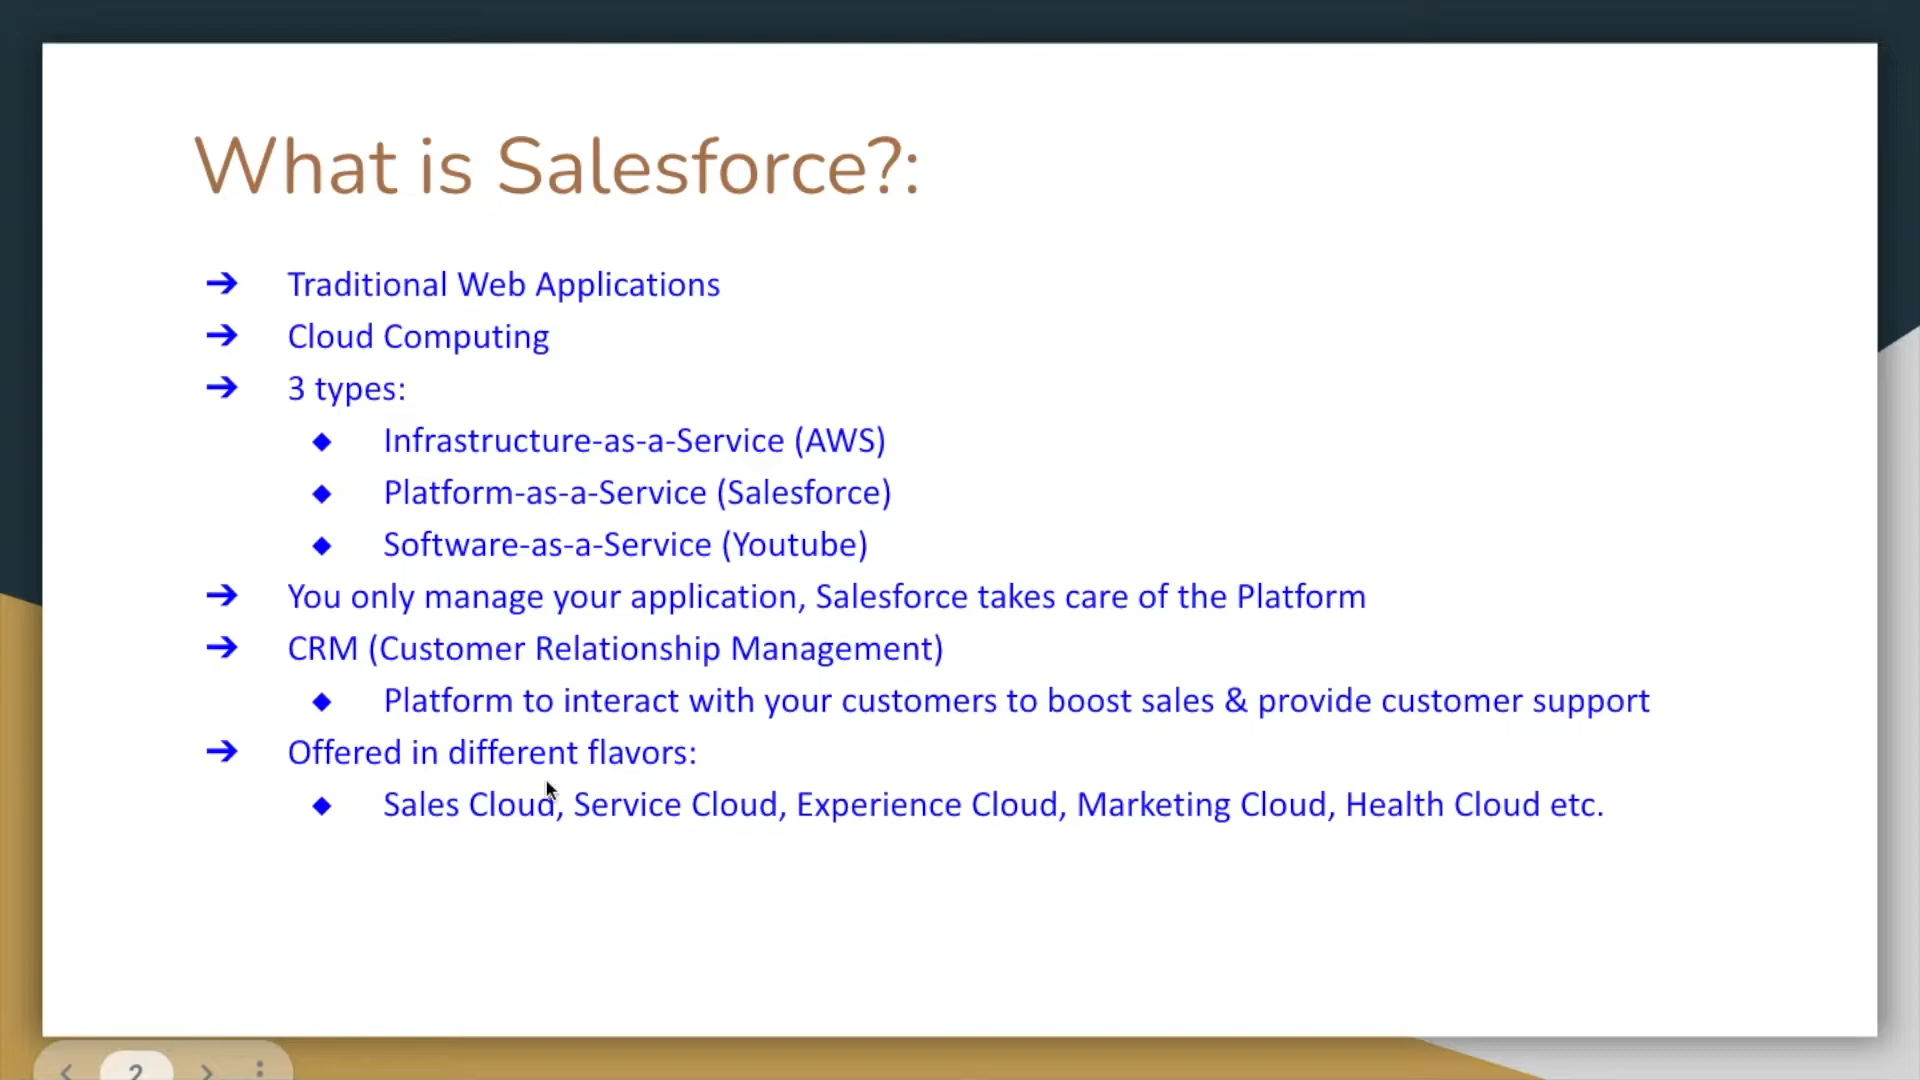 What is Salesforce?:
➔ Traditional Web Applications
➔ Cloud Computing
➔ 3 types:
◆ Infrastructure-as-a-Service (AWS)
◆ Platform-as-a-Service (Salesforce)
◆ Software-as-a-Service (Youtube)
➔ You only manage your application, Salesforce takes care of the Platform
➔ CRM (Customer Relationship Management)
◆ Platform to interact with your customers to boost sales & provide customer support
➔ Offered in different flavors:
◆ Sales Cloud, Service Cloud, Experience Cloud, Marketing Cloud, Health Cloud etc.
2